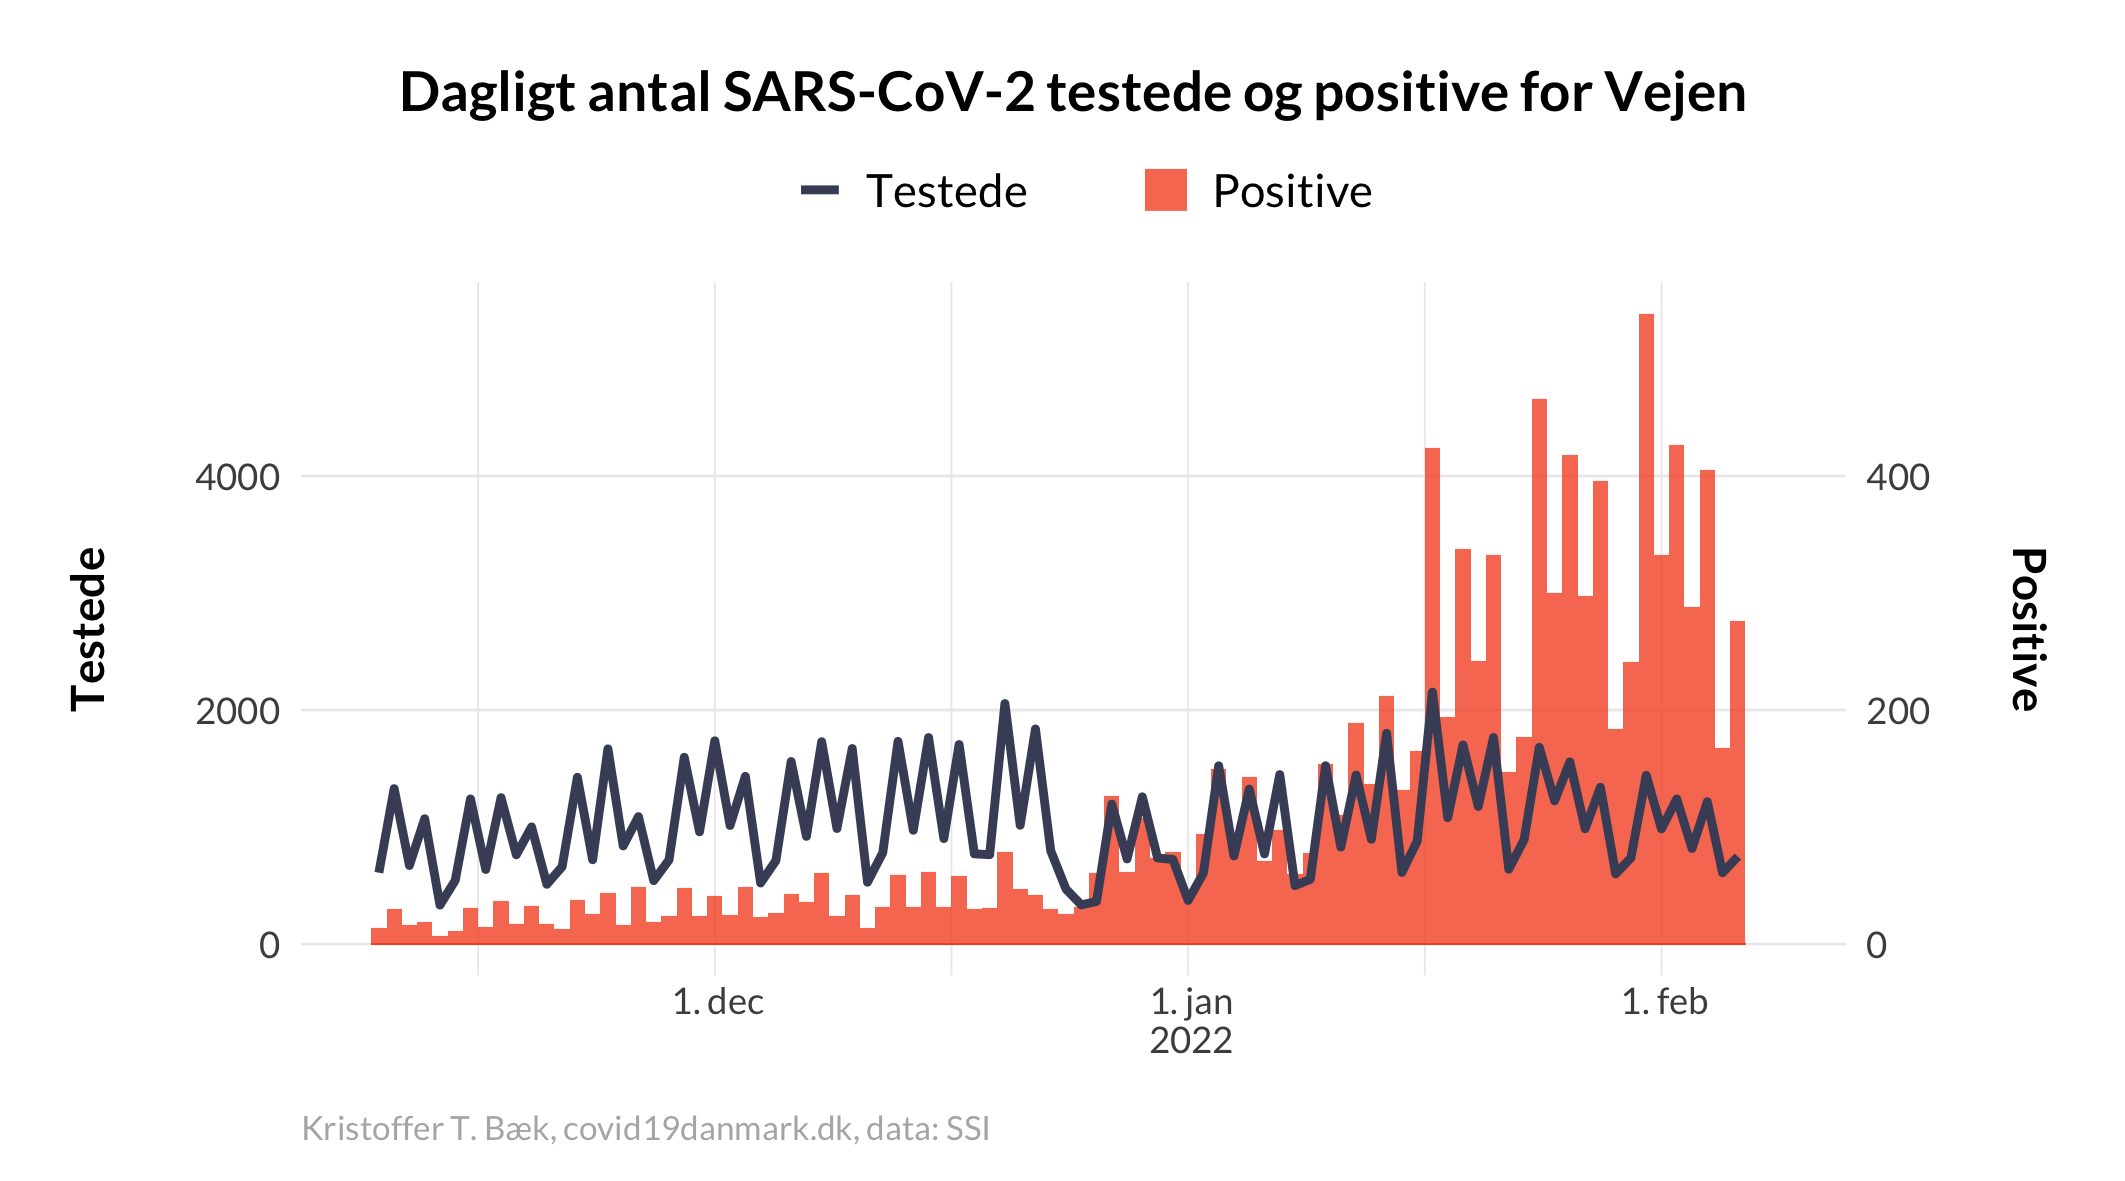 Dagligt antal SARS-CoV-2 testede og positive for Vejen
Testede
Positive
4000
2000
0
Testede
400
200
0
Positive
1. dec
1. jan
2022
1. feb
Kristoffer T. Bæk, covid19danmark.dk, data: SSI